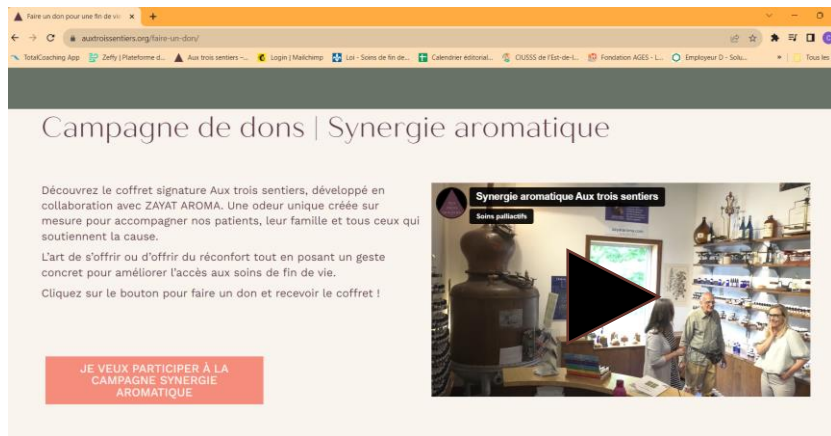 Faire un don pour une fin de vie
auxtroissentiers.org/faire-un-don/
TotalCoaching App
Zeffy | Plateforme d...
Aux trois sentiers –...
Login | Mailchimp
Loi - Soins de fin de...
Calendrier éditorial...
CIUSSS de l'Est-de-l...
Fondation AGES - L...
Employeur D - Solu...
»
Tous les
Campagne de dons | Synergie aromatique
Découvrez le coffret signature Aux trois sentiers, développé en
collaboration avec ZAYAT AROMA. Une odeur unique créée sur
mesure pour accompagner nos patients, leur famille et tous ceux qui
soutiennent la cause.
L'art de s'offrir ou d'offrir du réconfort tout en posant un geste
concret pour améliorer l'accès aux soins de fin de vie.
Cliquez sur le bouton pour faire un don et recevoir le coffret !
JE VEUX PARTICIPER À LA
CAMPAGNE SYNERGIE
AROMATIQUE
Synergie aromatique Aux trois sentiers
Soins palliactifs